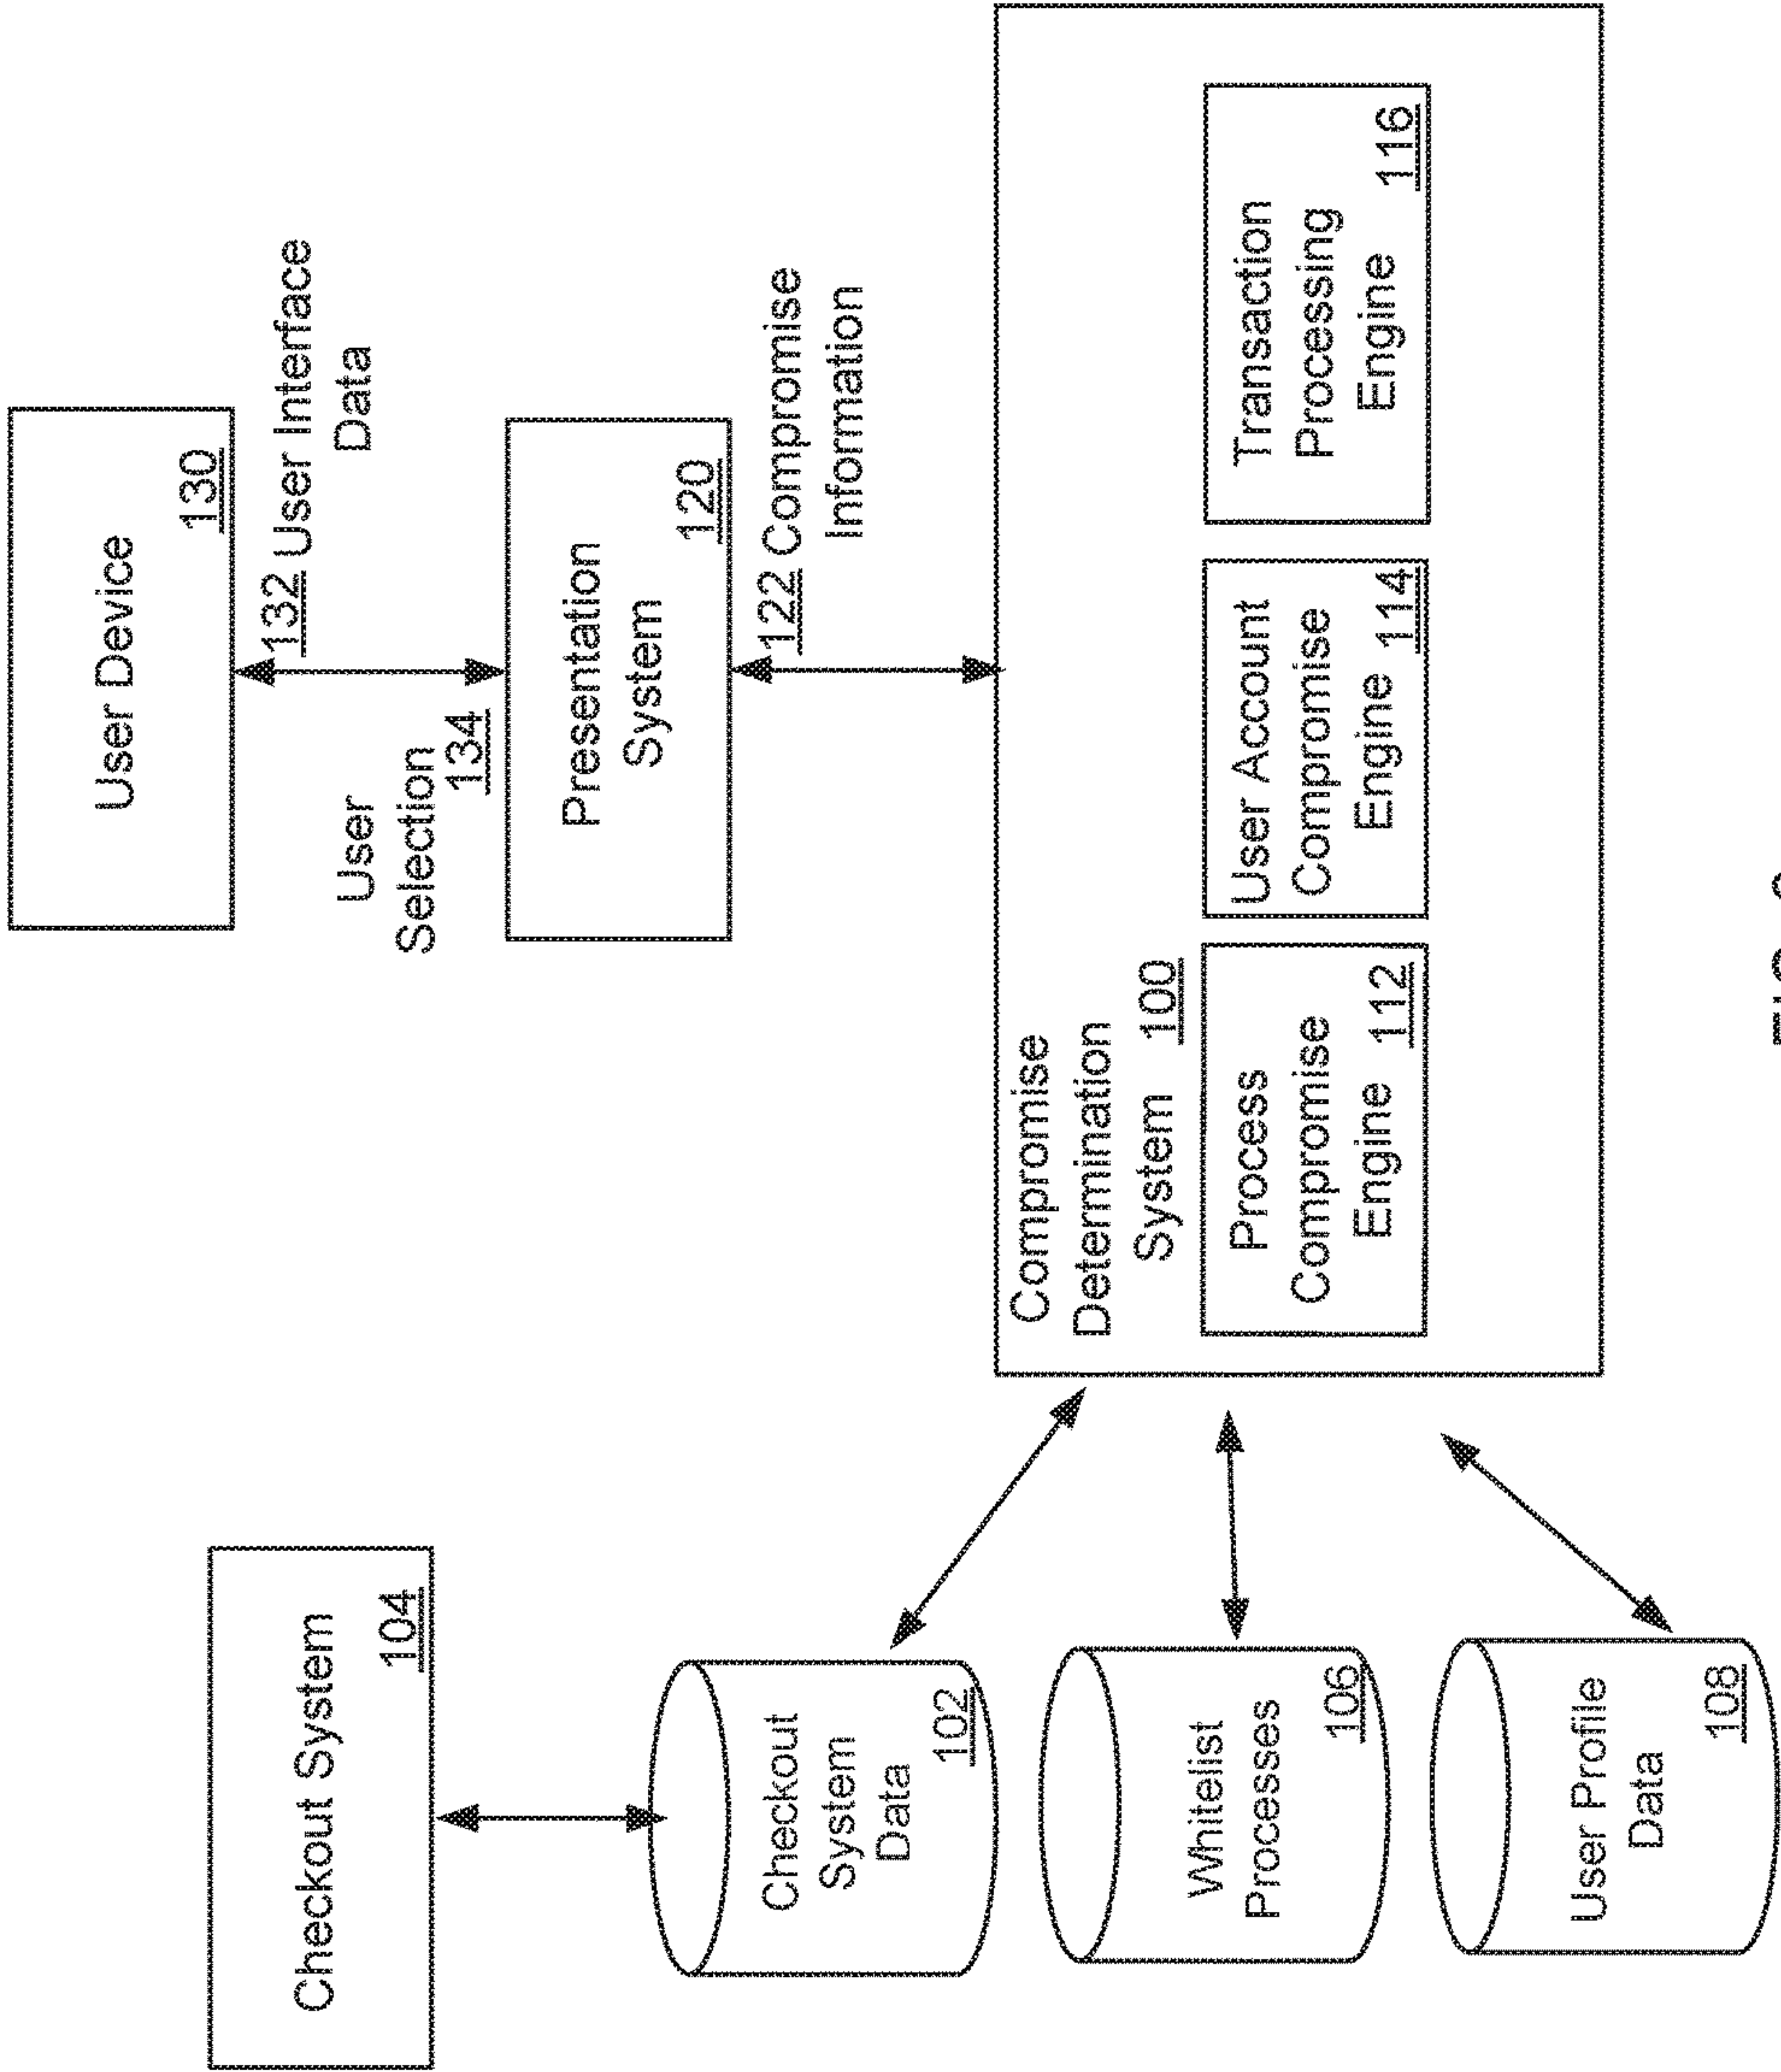 User Device
130
132 User Interface
Data
User
Selection
134
Presentation
System
120
122 Compromise
Information
Checkout System
104
Checkout
System
Data
102
Whitelist
Processes
106
User Profile
Data
108
Compromise
Determination
System 100
Process
Compromise
Engine 112
User Account
Compromise
Engine 114
Transaction
Processing
Engine 116